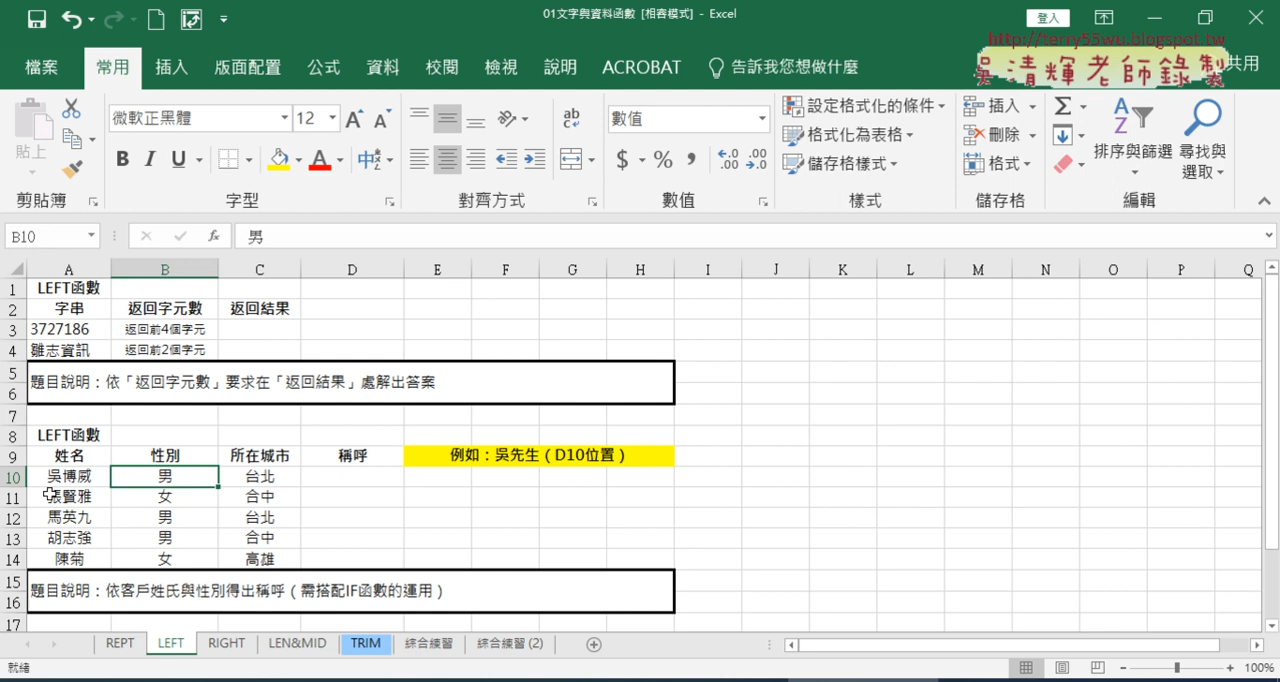 01文字與資料函數 [相容模式] - Excel
登入
http://terry55wu.blogspot.tw
吳清輝老師錄製
檔案 常用 插入 版面配置 公式 資料 校閱 檢視 說明 ACROBAT 告訴我您想做什麼 共用
貼上
微軟正黑體 12
B I U
中
ab
數值
$ % ,
設定格式化的條件
格式化為表格
儲存格樣式
插入
刪除
格式
排序與篩選
尋找與選取
剪貼簿 字型 對齊方式 數值 樣式 儲存格 編輯
B10 fx 男
A B C D E F G H I J K L M N O P Q
1 LEFT函數
2 字串 返回字元數 返回結果
3 3727186 返回前4個字元
4 雖志資訊 返回前2個字元
5 題目說明：依「返回字元數」要求在「返回結果」處解出答案
6
7
8 LEFT函數
9 姓名 性別 所在城市 稱呼 例如：吳先生（D10位置）
10 吳博威 男 台北
11 張賢雅 女 台中
12 馬英九 男 台北
13 胡志強 男 台中
14 陳菊 女 高雄
15 題目說明：依客戶姓氏與性別得出稱呼（需搭配IF函數的運用）
16
17
REPT LEFT RIGHT LEN&MID TRIM 綜合練習 綜合練習 (2)
就緒 100%